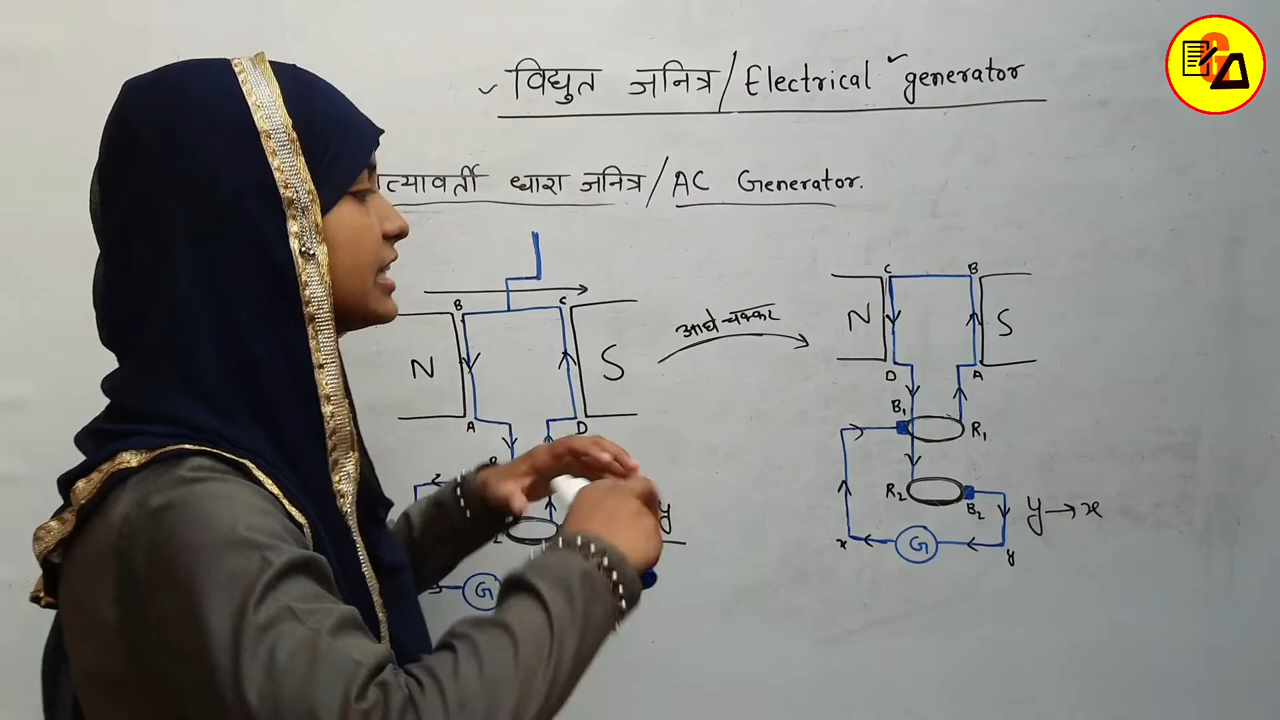 विद्युत जनित्र/Electrical generator
त्यावर्ती धारा जनित्र/AC Generator.
B C
N S
A D
y
G
आधे चक्कर
C B
N S
D A
B₁
R₁
R₂
B₂
y→x
x G y